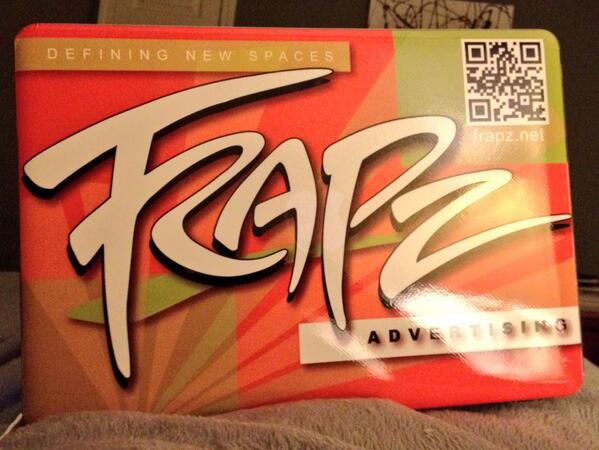 DEFINING NEW SPACES
frapz.net
FRAPZ
ADVERTISING